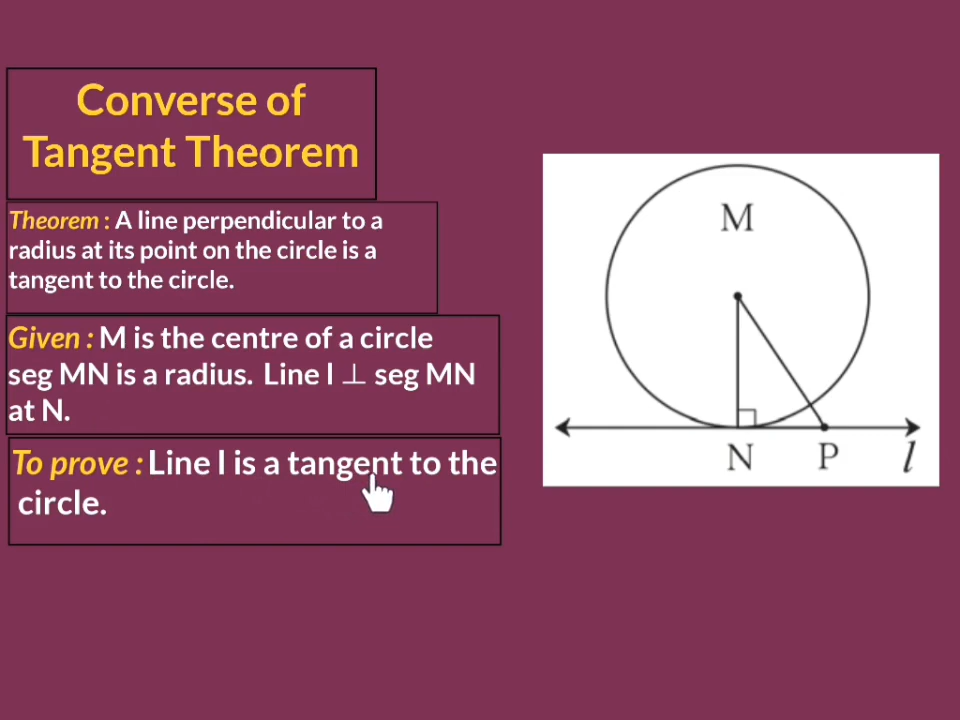 Converse of
Tangent Theorem
Theorem : A line perpendicular to a
radius at its point on the circle is a
tangent to the circle.
Given : M is the centre of a circle
seg MN is a radius. Line l ⊥ seg MN
at N.
To prove : Line l is a tangent to the
circle.
M
N P l